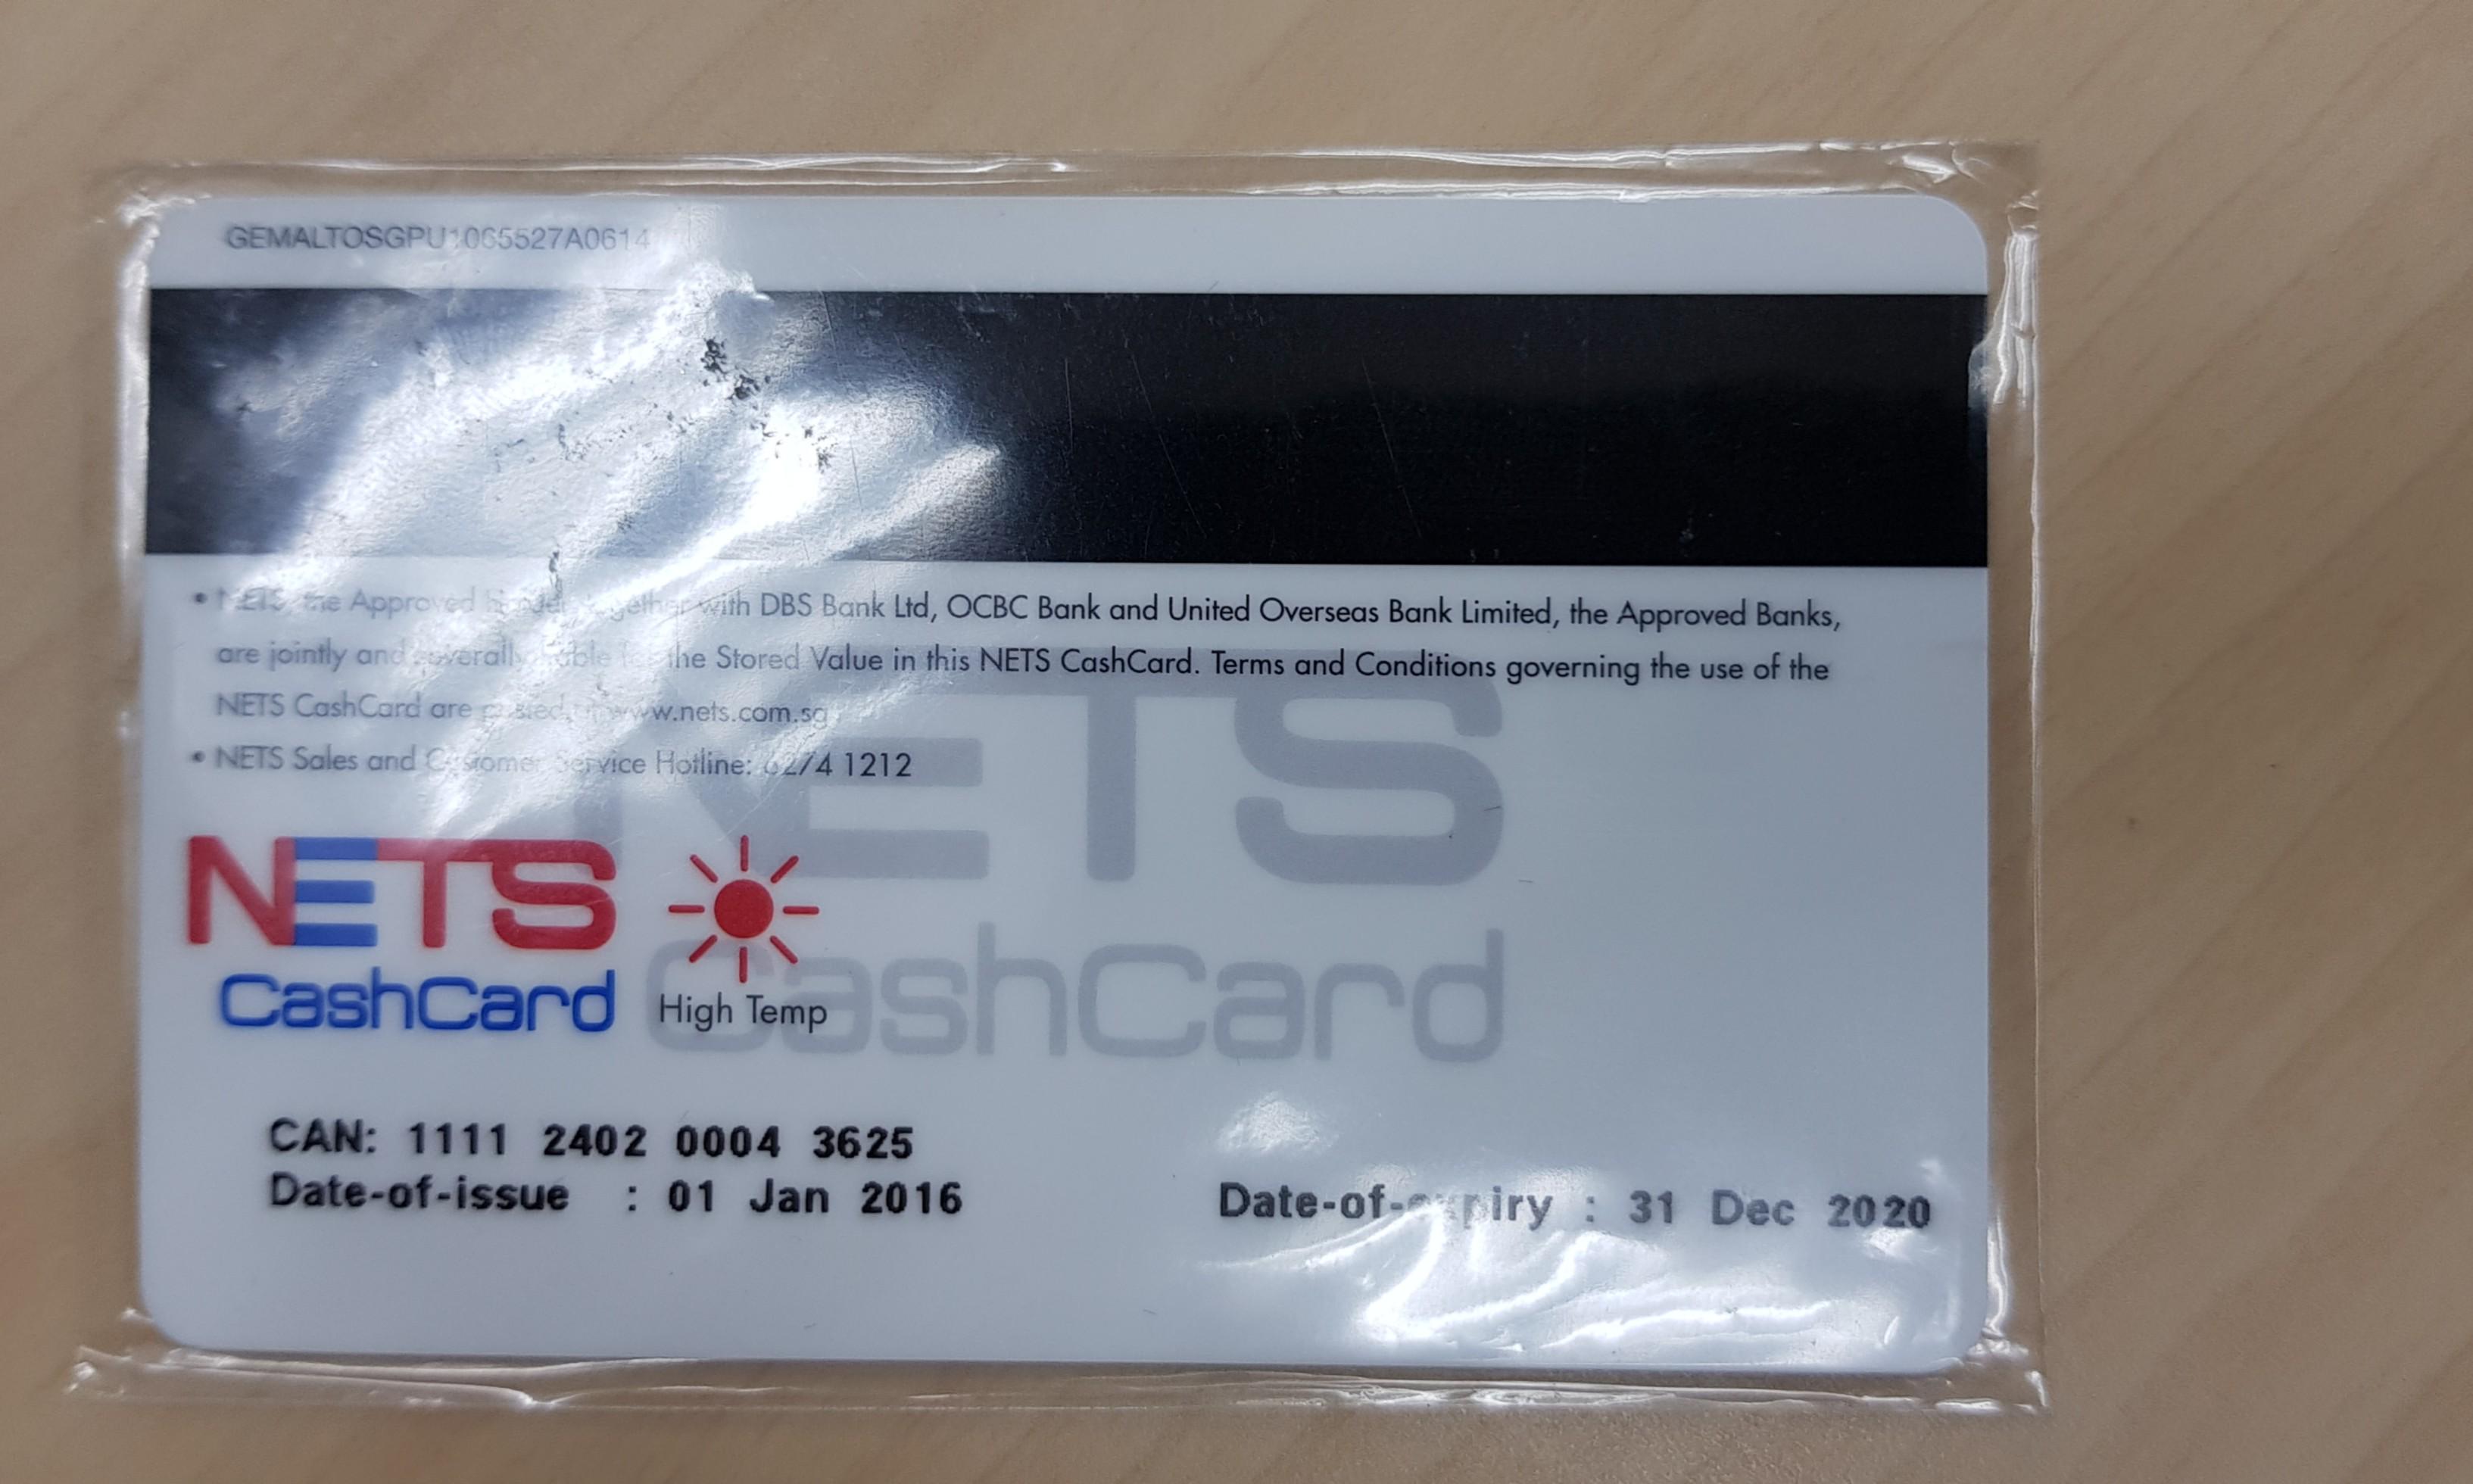 GEMALTOSGPU1065527A0614
• NETS, the Approved Holder, together with DBS Bank Ltd, OCBC Bank and United Overseas Bank Limited, the Approved Banks,
are jointly and severally liable for the Stored Value in this NETS CashCard. Terms and Conditions governing the use of the
NETS CashCard are posted at www.nets.com.sg
• NETS Sales and Customer Service Hotline: 6274 1212
NETS
CashCard
High Temp
NETS
CashCard
CAN: 1111 2402 0004 3625
Date-of-issue : 01 Jan 2016
Date-of-expiry : 31 Dec 2020